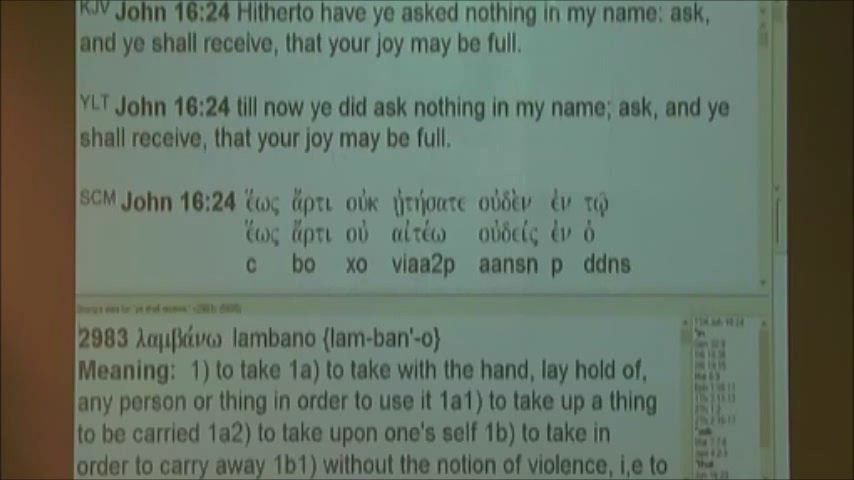 KJV John 16:24 Hitherto have ye asked nothing in my name: ask,
and ye shall receive, that your joy may be full.
YLT John 16:24 till now ye did ask nothing in my name; ask, and ye
shall receive, that your joy may be full.
SCM John 16:24 ἕως ἄρτι οὐκ ᾐτήσατε οὐδὲν ἐν τῷ
ἕως ἄρτι οὐ αἰτέω οὐδείς ἐν ὁ
c bo xo viaa2p aansn p ddns
2983 λαμβάνω lambano {lam-ban'-o}
Meaning: 1) to take 1a) to take with the hand, lay hold of,
any person or thing in order to use it 1a1) to take up a thing
to be carried 1a2) to take upon one's self 1b) to take in
order to carry away 1b1) without the notion of violence, i,e to